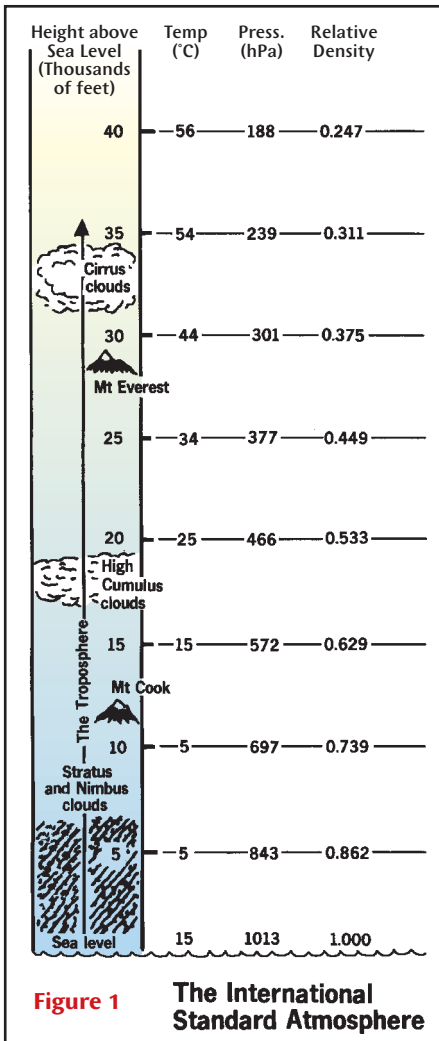 Height above Sea Level (Thousands of feet)
Temp (°C)
Press. (hPa)
Relative Density
40 56 188 0.247
35 54 239 0.311
Cirrus clouds
30 44 301 0.375
Mt Everest
25 34 377 0.449
20 25 466 0.533
High Cumulus clouds
15 15 572 0.629
The Troposphere
Mt Cook
10 5 697 0.739
Stratus and Nimbus clouds
5 5 843 0.862
Sea level 15 1013 1.000
Figure 1
The International
Standard Atmosphere